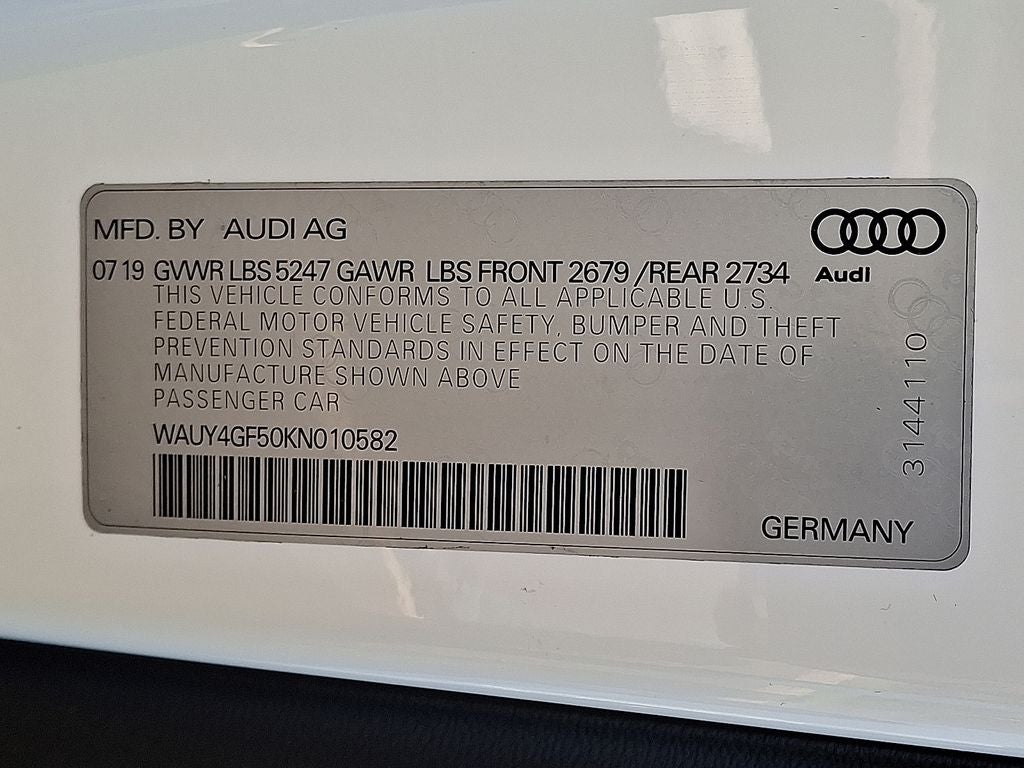 MFD. BY AUDI AG
07 19 GVWR LBS 5247 GAWR LBS FRONT 2679 /REAR 2734
THIS VEHICLE CONFORMS TO ALL APPLICABLE U.S.
FEDERAL MOTOR VEHICLE SAFETY, BUMPER AND THEFT
PREVENTION STANDARDS IN EFFECT ON THE DATE OF
MANUFACTURE SHOWN ABOVE
PASSENGER CAR
WAUY4GF50KN010582
Audi
3144110
GERMANY